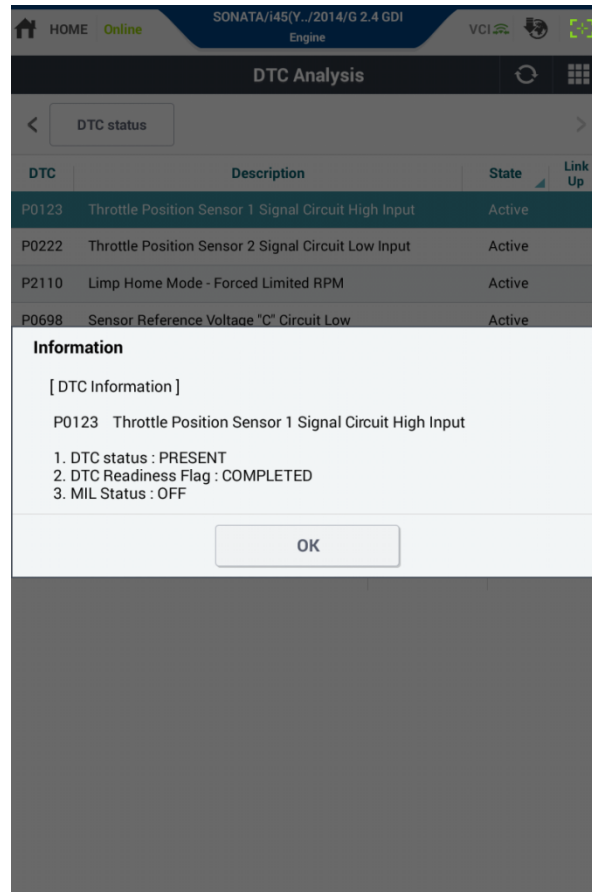 HOME Online
SONATA/i45(Y../2014/G 2.4 GDI
Engine
VCI
DTC Analysis
DTC status
DTC Description State Link
Up
P0123 Throttle Position Sensor 1 Signal Circuit High Input Active
P0222 Throttle Position Sensor 2 Signal Circuit Low Input Active
P2110 Limp Home Mode - Forced Limited RPM Active
P0698 Sensor Reference Voltage "C" Circuit Low Active
Information
[ DTC Information ]
P0123 Throttle Position Sensor 1 Signal Circuit High Input
1. DTC status : PRESENT
2. DTC Readiness Flag : COMPLETED
3. MIL Status : OFF
OK